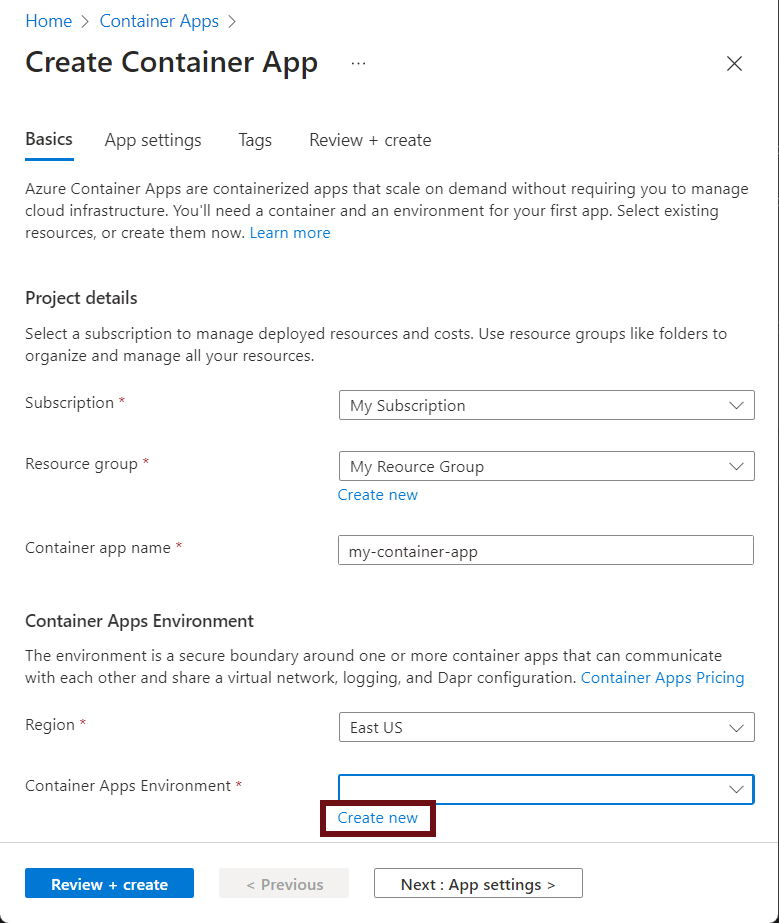 Home > Container Apps >
Create Container App ...
Basics App settings Tags Review + create
Azure Container Apps are containerized apps that scale on demand without requiring you to manage
cloud infrastructure. You'll need a container and an environment for your first app. Select existing
resources, or create them now. Learn more
Project details
Select a subscription to manage deployed resources and costs. Use resource groups like folders to
organize and manage all your resources.
Subscription * My Subscription
Resource group * My Reource Group
Create new
Container app name * my-container-app
Container Apps Environment
The environment is a secure boundary around one or more container apps that can communicate
with each other and share a virtual network, logging, and Dapr configuration. Container Apps Pricing
Region * East US
Container Apps Environment *
Create new
Review + create < Previous Next : App settings >